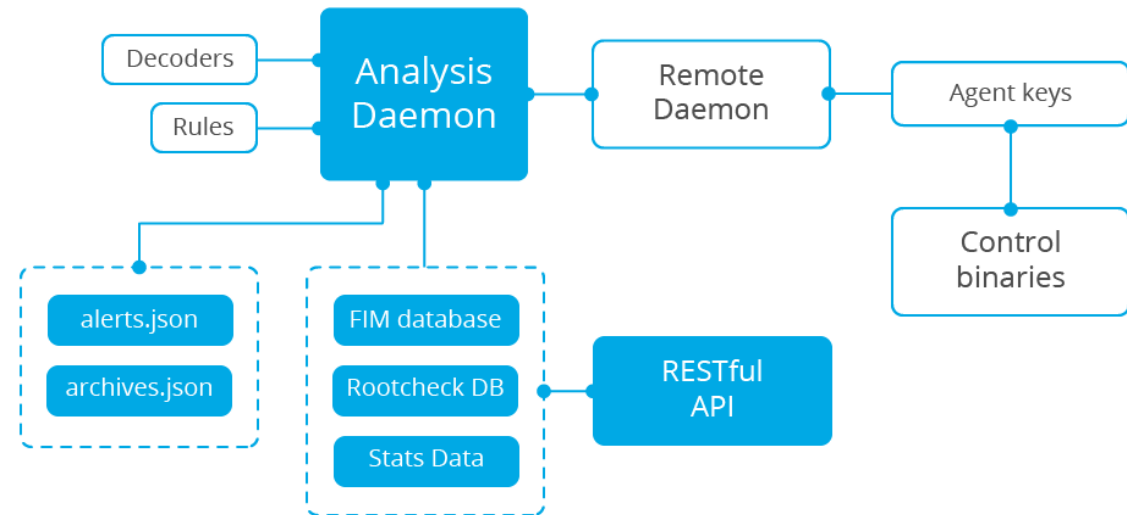 Decoders
Rules
Analysis
Daemon
Remote
Daemon
Agent keys
Control
binaries
alerts.json
archives.json
FIM database
Rootcheck DB
Stats Data
RESTful
API